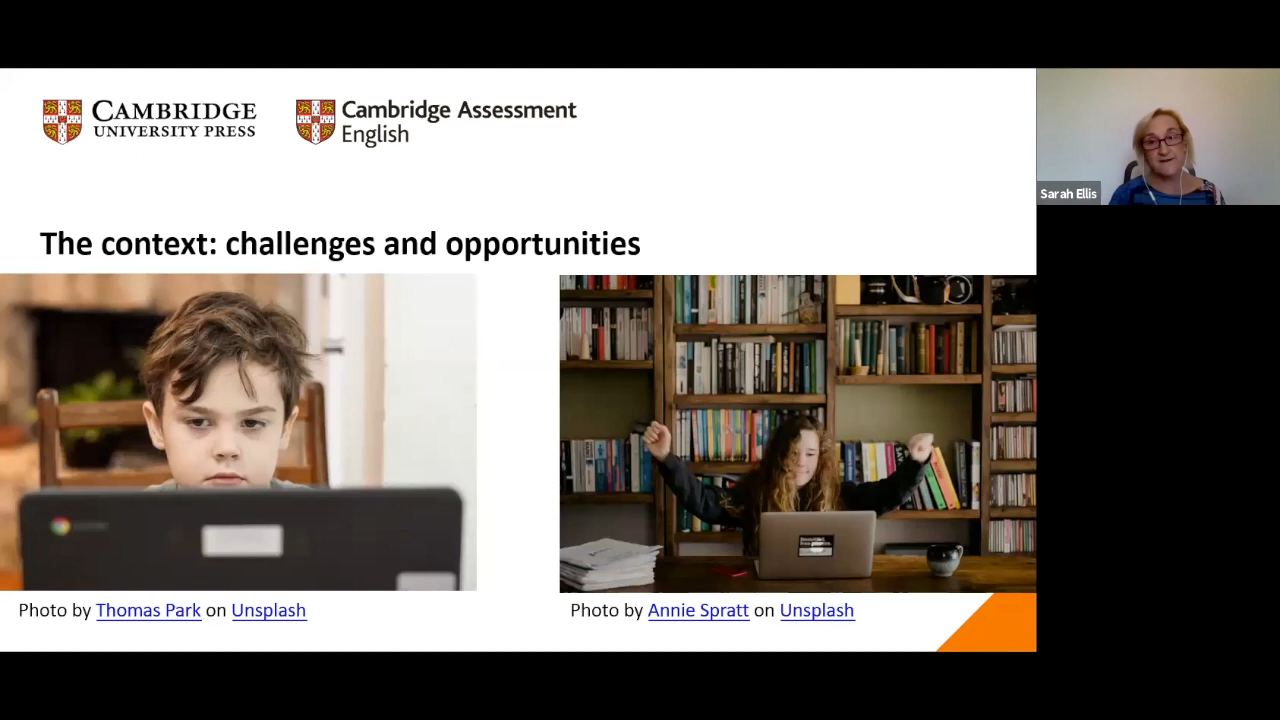 CAMBRIDGE
UNIVERSITY PRESS
Cambridge Assessment
English
Sarah Ellis
The context: challenges and opportunities
Photo by Thomas Park on Unsplash
Photo by Annie Spratt on Unsplash